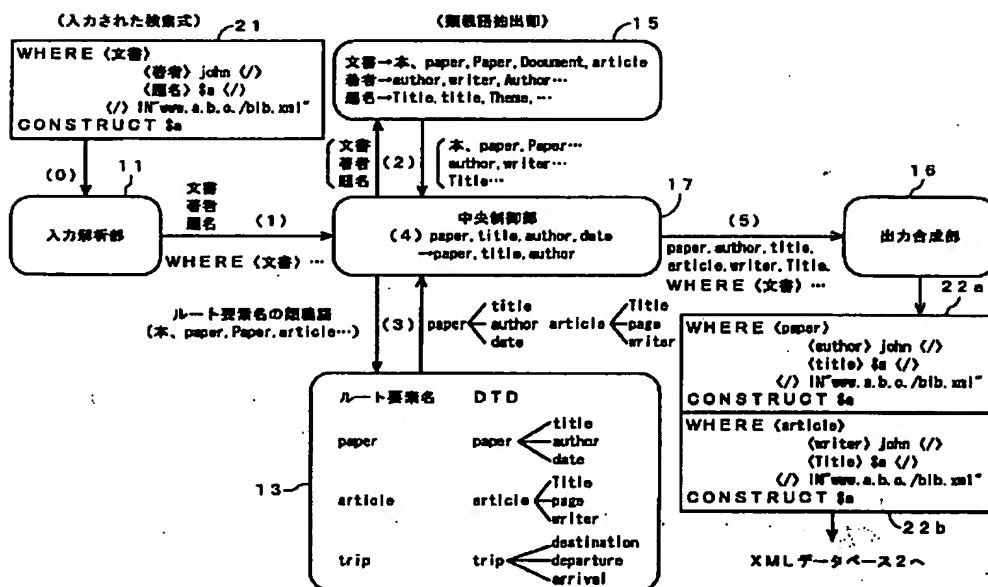 〈入力された検索式〉
21
WHERE 〈文書〉
〈著者〉 john 〈/〉
〈題名〉 $a 〈/〉
〈/〉 IN"www.a.b.c./bib.xml"
CONSTRUCT $a
〈類義語抽出部〉
15
文書→本、paper, Paper, Document, article
著者→author, writer, Author…
題名→Title, title, Theme, …
(0)
11
入力解析部
文書
著者
題名
(1)
WHERE 〈文書〉…
文書
著者
題名
(2)
本、paper, Paper…
author, writer…
Title…
17
中央制御部
(4) paper, title, author, date
→paper, title, author
(5)
paper, author, title,
article, writer, Title,
WHERE 〈文書〉…
16
出力合成部
ルート要素名の類義語
(本、paper, Paper, article…)
(3)
paper
title
author
date
article
Title
page
writer
13
ルート要素名 DTD
paper paper
title
author
date
article article
Title
page
writer
trip trip
destination
departure
arrival
22a
WHERE 〈paper〉
〈author〉 john 〈/〉
〈title〉 $a 〈/〉
〈/〉 IN"www.a.b.c./bib.xml"
CONSTRUCT $a
WHERE 〈article〉
〈writer〉 john 〈/〉
〈Title〉 $a 〈/〉
〈/〉 IN"www.a.b.c./bib.xml"
CONSTRUCT $a
22b
XMLデータベース2へ